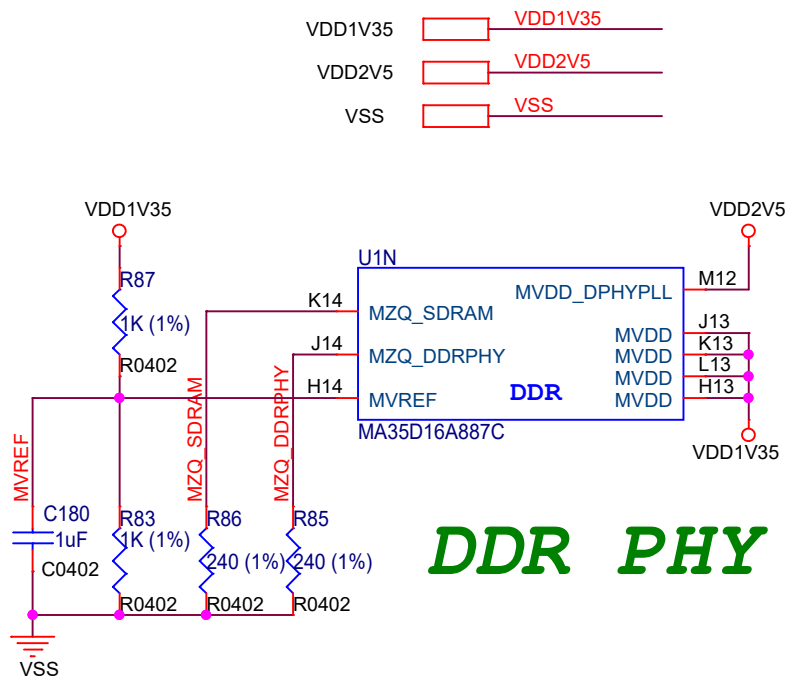 VDD1V35 VDD1V35
VDD2V5 VDD2V5
VSS VSS
VDD1V35
VDD2V5
U1N
R87
1K (1%)
R0402
K14 MZQ_SDRAM
J14 MZQ_DDRPHY
H14 MVREF
MVDD_DPHYPLL M12
MVDD J13
MVDD K13
MVDD L13
MVDD H13
DDR
MA35D16A887C
VDD1V35
MVREF
MZQ_SDRAM
MZQ_DDRPHY
C180
1uF
C0402
R83
1K (1%)
R0402
R86
240 (1%)
R0402
R85
240 (1%)
R0402
DDR PHY
VSS